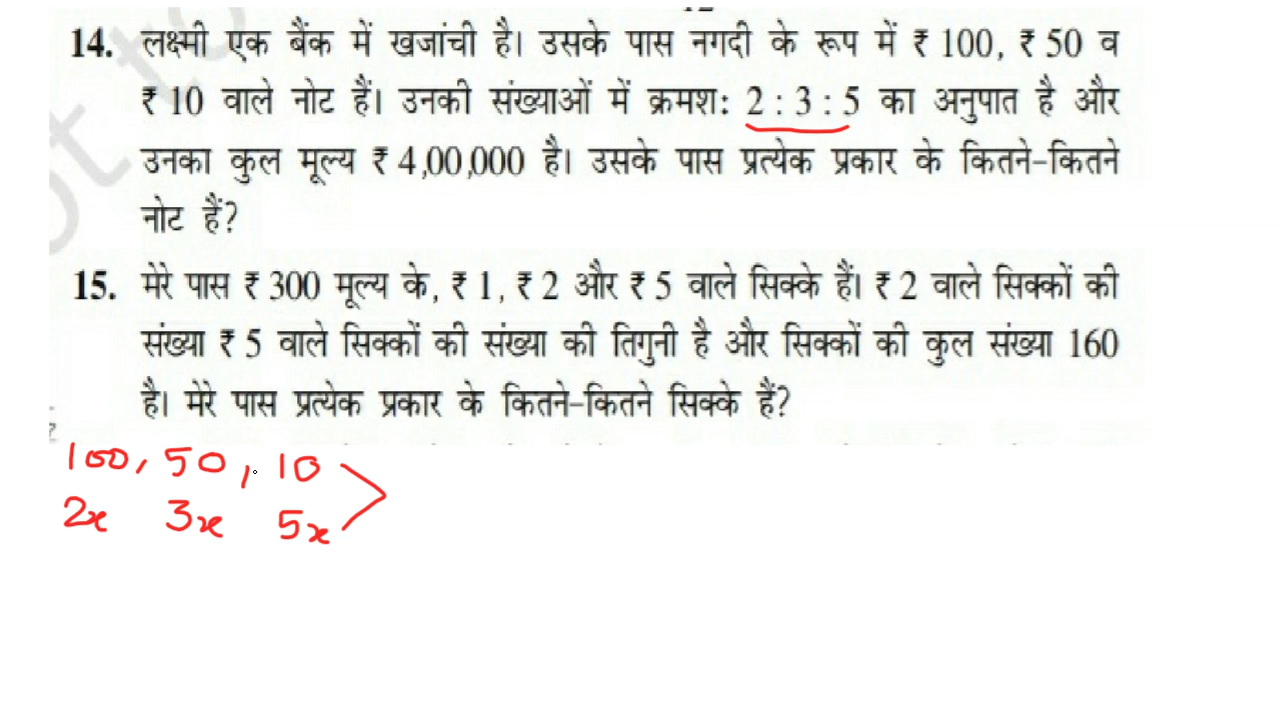 14. लक्ष्मी एक बैंक में खजांची है। उसके पास नगदी के रूप में ₹ 100, ₹ 50 व
₹ 10 वाले नोट हैं। उनकी संख्याओं में क्रमशः 2 : 3 : 5 का अनुपात है और
उनका कुल मूल्य ₹ 4,00,000 है। उसके पास प्रत्येक प्रकार के कितने-कितने
नोट हैं?
15. मेरे पास ₹ 300 मूल्य के, ₹ 1, ₹ 2 और ₹ 5 वाले सिक्के हैं। ₹ 2 वाले सिक्कों की
संख्या ₹ 5 वाले सिक्कों की संख्या की तिगुनी है और सिक्कों की कुल संख्या 160
है। मेरे पास प्रत्येक प्रकार के कितने-कितने सिक्के हैं?
100, 50, 10
2x 3x 5x